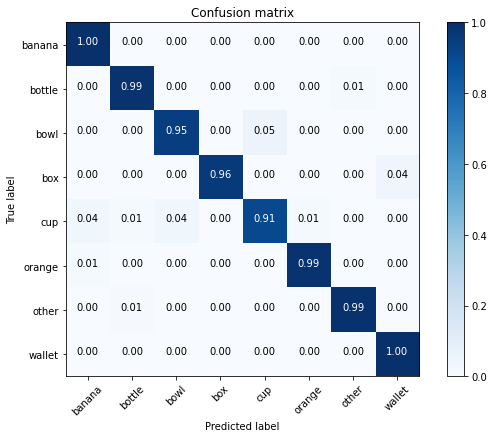 Confusion matrix
banana 1.00 0.00 0.00 0.00 0.00 0.00 0.00 0.00
bottle 0.00 0.99 0.00 0.00 0.00 0.00 0.01 0.00
bowl 0.00 0.00 0.95 0.00 0.05 0.00 0.00 0.00
box 0.00 0.00 0.00 0.96 0.00 0.00 0.00 0.04
cup 0.04 0.01 0.04 0.00 0.91 0.01 0.00 0.00
orange 0.01 0.00 0.00 0.00 0.00 0.99 0.00 0.00
other 0.00 0.01 0.00 0.00 0.00 0.00 0.99 0.00
wallet 0.00 0.00 0.00 0.00 0.00 0.00 0.00 1.00
True label
banana bottle bowl box cup orange other wallet
Predicted label
1.0
0.8
0.6
0.4
0.2
0.0